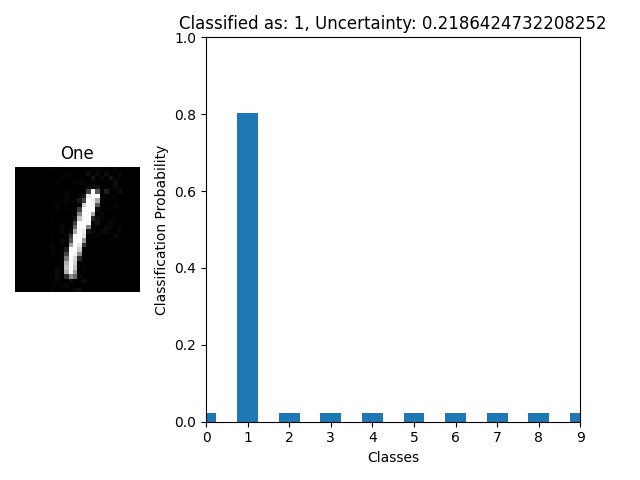 Classified as: 1, Uncertainty: 0.2186424732208252
One
Classification Probability
1.0
0.8
0.6
0.4
0.2
0.0
0 1 2 3 4 5 6 7 8 9
Classes